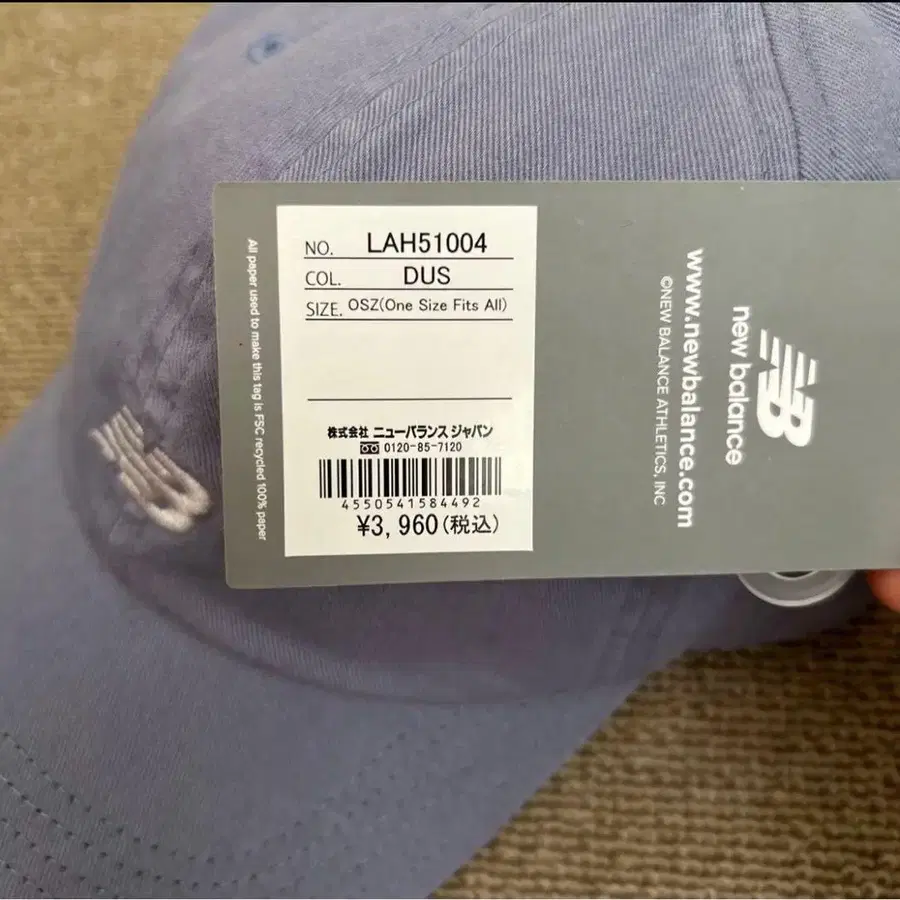 NO. LAH51004
COL. DUS
SIZE. OSZ(One Size Fits All)
株式会社 ニューバランス ジャパン
0120-85-7120
4550541584492
¥3,960(税込)
All paper used to make this tag is FSC recycled 100% paper
NB
new balance
www.newbalance.com
©NEW BALANCE ATHLETICS, INC